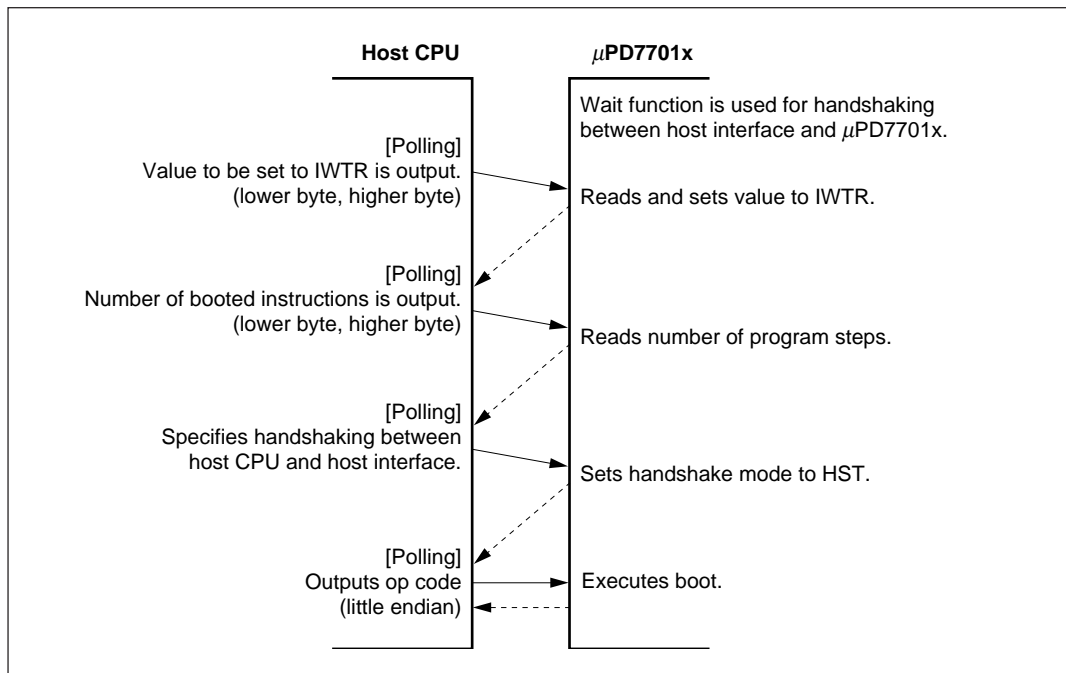 Host CPU
μPD7701x
Wait function is used for handshaking
between host interface and μPD7701x.
[Polling]
Value to be set to IWTR is output.
(lower byte, higher byte)
Reads and sets value to IWTR.
[Polling]
Number of booted instructions is output.
(lower byte, higher byte)
Reads number of program steps.
[Polling]
Specifies handshaking between
host CPU and host interface.
Sets handshake mode to HST.
[Polling]
Outputs op code
(little endian)
Executes boot.